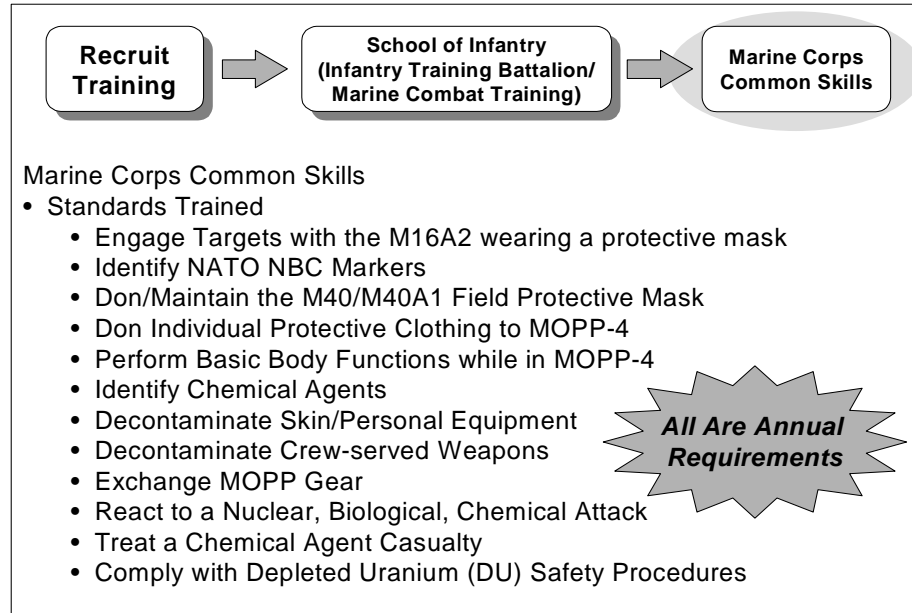 Recruit
Training
School of Infantry
(Infantry Training Battalion/
Marine Combat Training)
Marine Corps
Common Skills
Marine Corps Common Skills
• Standards Trained
• Engage Targets with the M16A2 wearing a protective mask
• Identify NATO NBC Markers
• Don/Maintain the M40/M40A1 Field Protective Mask
• Don Individual Protective Clothing to MOPP-4
• Perform Basic Body Functions while in MOPP-4
• Identify Chemical Agents
• Decontaminate Skin/Personal Equipment
• Decontaminate Crew-served Weapons
• Exchange MOPP Gear
• React to a Nuclear, Biological, Chemical Attack
• Treat a Chemical Agent Casualty
• Comply with Depleted Uranium (DU) Safety Procedures
All Are Annual
Requirements